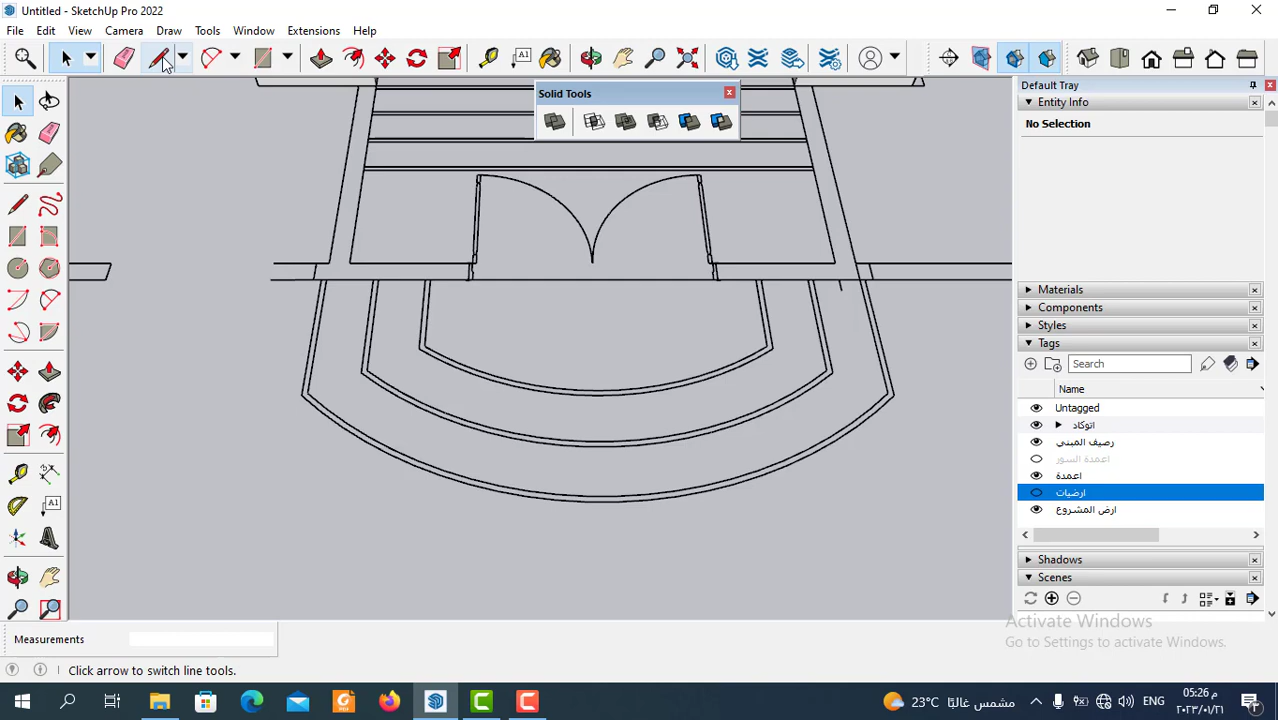 Untitled - SketchUp Pro 2022
File Edit View Camera Draw Tools Window Extensions Help
Solid Tools
Default Tray
Entity Info
No Selection
Materials
Components
Styles
Tags
Search
Name
Untagged
اتوكاد
رصيف المبني
اعمدة السور
اعمدة
ارضيات
ارض المشروع
Shadows
Scenes
Activate Windows
Go to Settings to activate Windows.
A1
A1
Measurements
Click arrow to switch line tools.
23°C مشمس غالبًا
ENG
05:26 م
٢٠٢٣/٠١/٢١